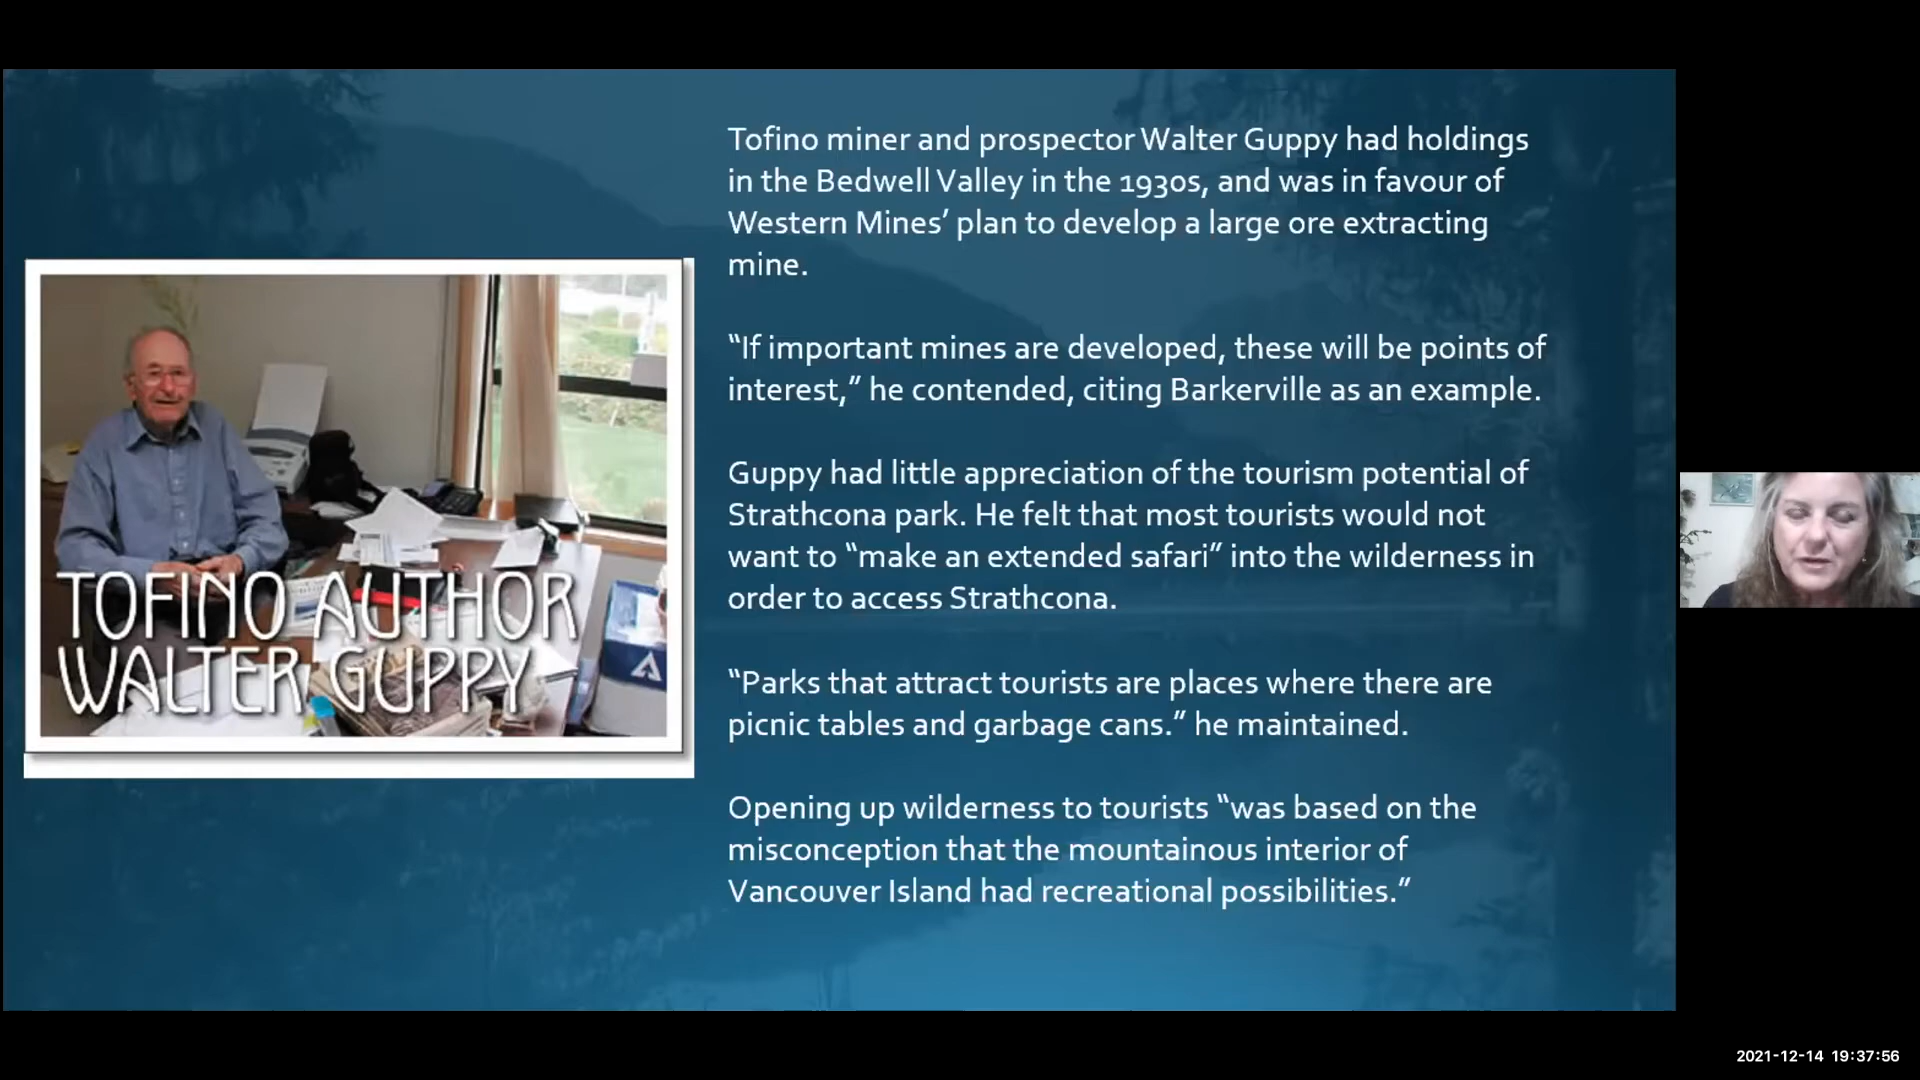 Tofino miner and prospector Walter Guppy had holdings
in the Bedwell Valley in the 1930s, and was in favour of
Western Mines’ plan to develop a large ore extracting
mine.
“If important mines are developed, these will be points of
interest,” he contended, citing Barkerville as an example.
Guppy had little appreciation of the tourism potential of
Strathcona park. He felt that most tourists would not
want to “make an extended safari” into the wilderness in
order to access Strathcona.
“Parks that attract tourists are places where there are
picnic tables and garbage cans.” he maintained.
Opening up wilderness to tourists “was based on the
misconception that the mountainous interior of
Vancouver Island had recreational possibilities.”
TOFINO AUTHOR
WALTER GUPPY
2021-12-14 19:37:56